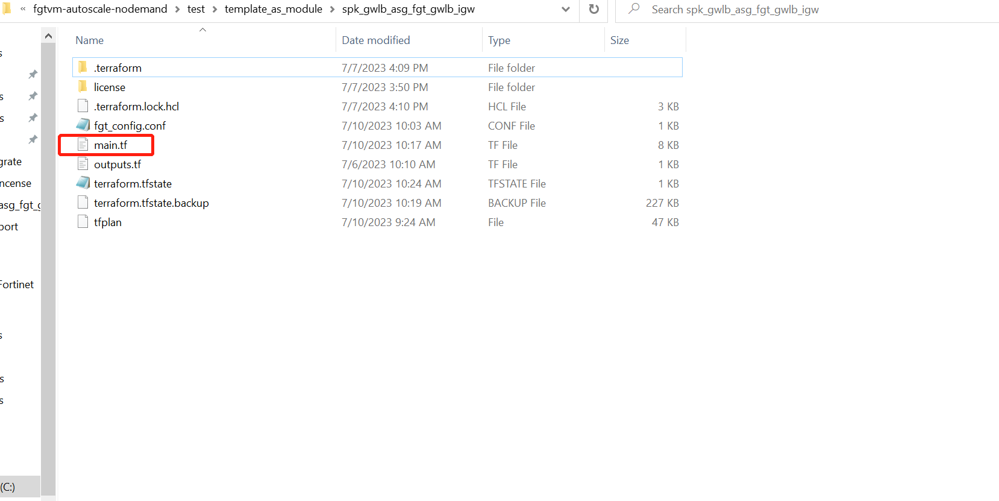 « fgtvm-autoscale-nodemand > test > template_as_module > spk_gwlb_asg_fgt_gwlb_igw Search spk_gwlb_asg_fgt_gwlb_igw
Name Date modified Type Size
.terraform 7/7/2023 4:09 PM File folder
license 7/7/2023 3:50 PM File folder
.terraform.lock.hcl 7/7/2023 4:10 PM HCL File 3 KB
fgt_config.conf 7/10/2023 10:03 AM CONF File 1 KB
main.tf 7/10/2023 10:17 AM TF File 8 KB
outputs.tf 7/6/2023 10:10 AM TF File 1 KB
terraform.tfstate 7/10/2023 10:24 AM TFSTATE File 1 KB
terraform.tfstate.backup 7/10/2023 10:19 AM BACKUP File 227 KB
tfplan 7/10/2023 9:24 AM File 47 KB
s
s
s
grate
ncense
asg_fgt_g
port
Fortinet
s
s
s
(C:)